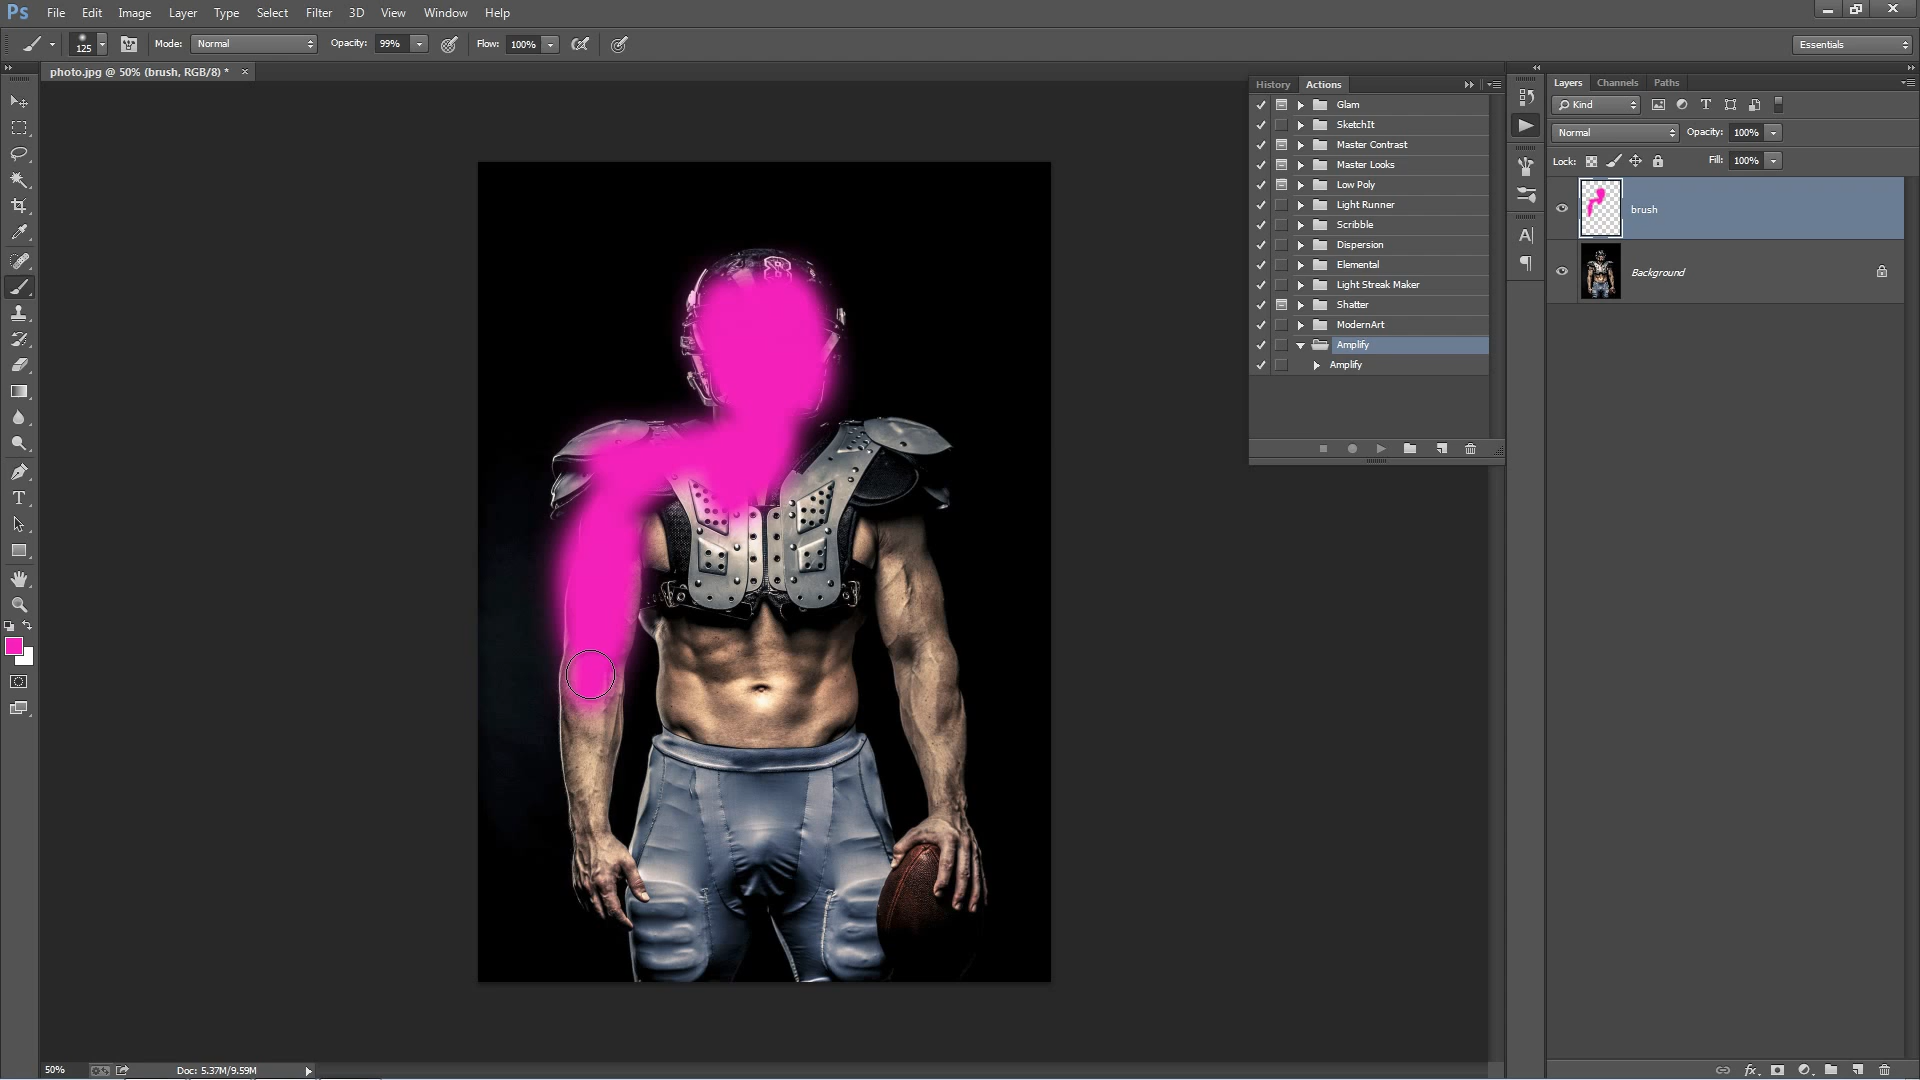 Ps File Edit Image Layer Type Select Filter 3D View Window Help
125 Mode: Normal Opacity: 99% Flow: 100% Essentials
photo.jpg @ 50% (brush, RGB/8) * ×
History Actions
Glam
SketchIt
Master Contrast
Master Looks
Low Poly
Light Runner
Scribble
Dispersion
Elemental
Light Streak Maker
Shatter
ModernArt
Amplify
Amplify
Layers Channels Paths
Kind
Normal Opacity: 100%
Lock: Fill: 100%
brush
Background
8
50% Doc: 5.37M/9.59M